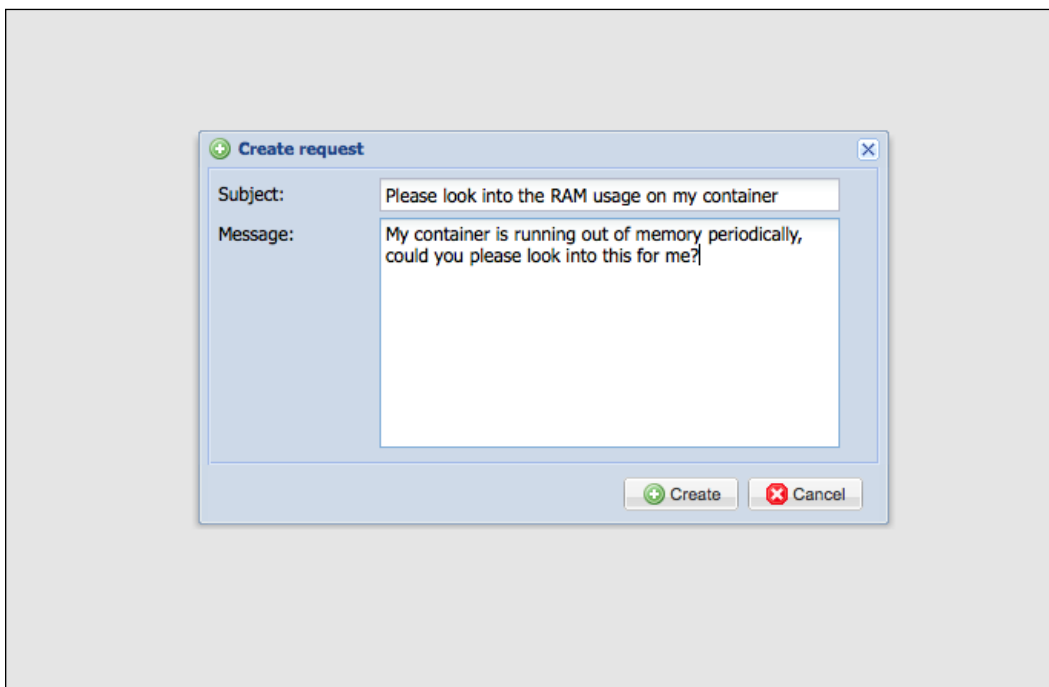 Create request
Subject: Please look into the RAM usage on my container
Message: My container is running out of memory periodically,
could you please look into this for me?
Create Cancel